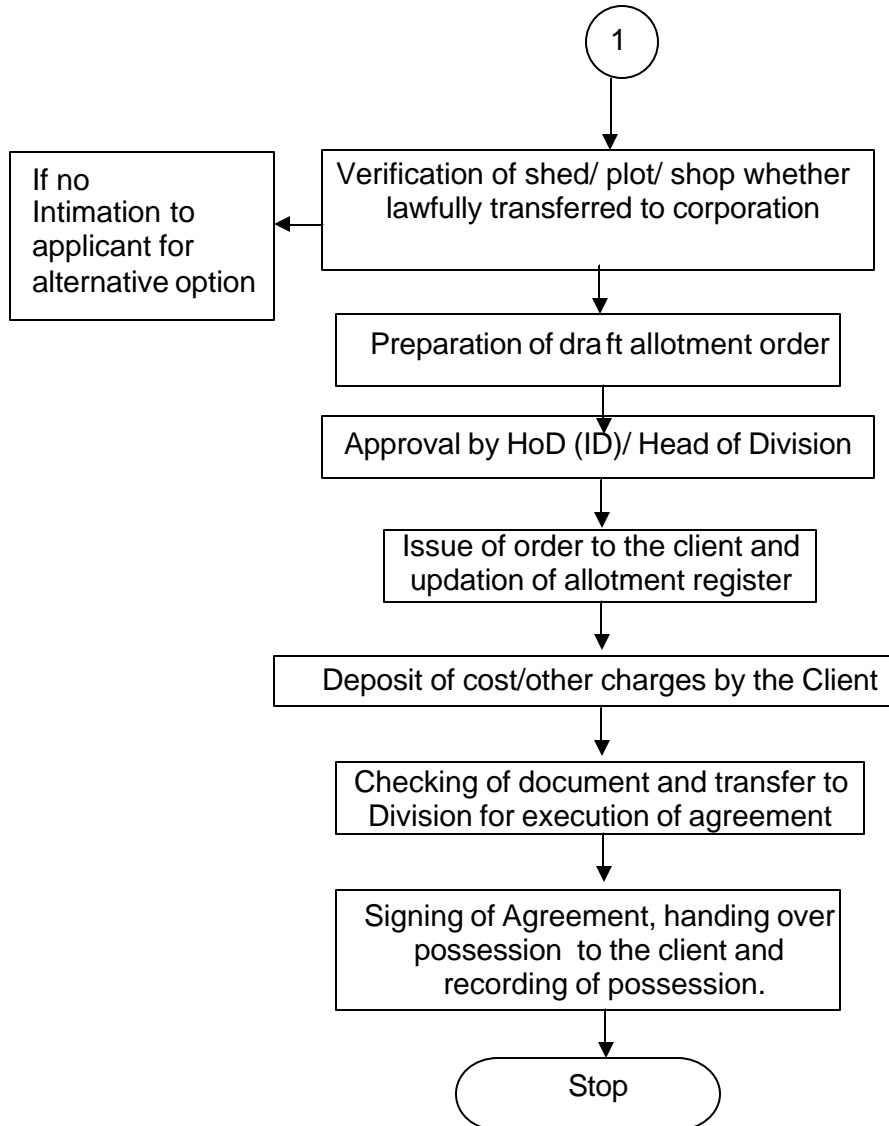 1
Verification of shed/ plot/ shop whether
lawfully transferred to corporation
If no
Intimation to
applicant for
alternative option
Preparation of draft allotment order
Approval by HoD (ID)/ Head of Division
Issue of order to the client and
updation of allotment register
Deposit of cost/other charges by the Client
Checking of document and transfer to
Division for execution of agreement
Signing of Agreement, handing over
possession to the client and
recording of possession.
Stop